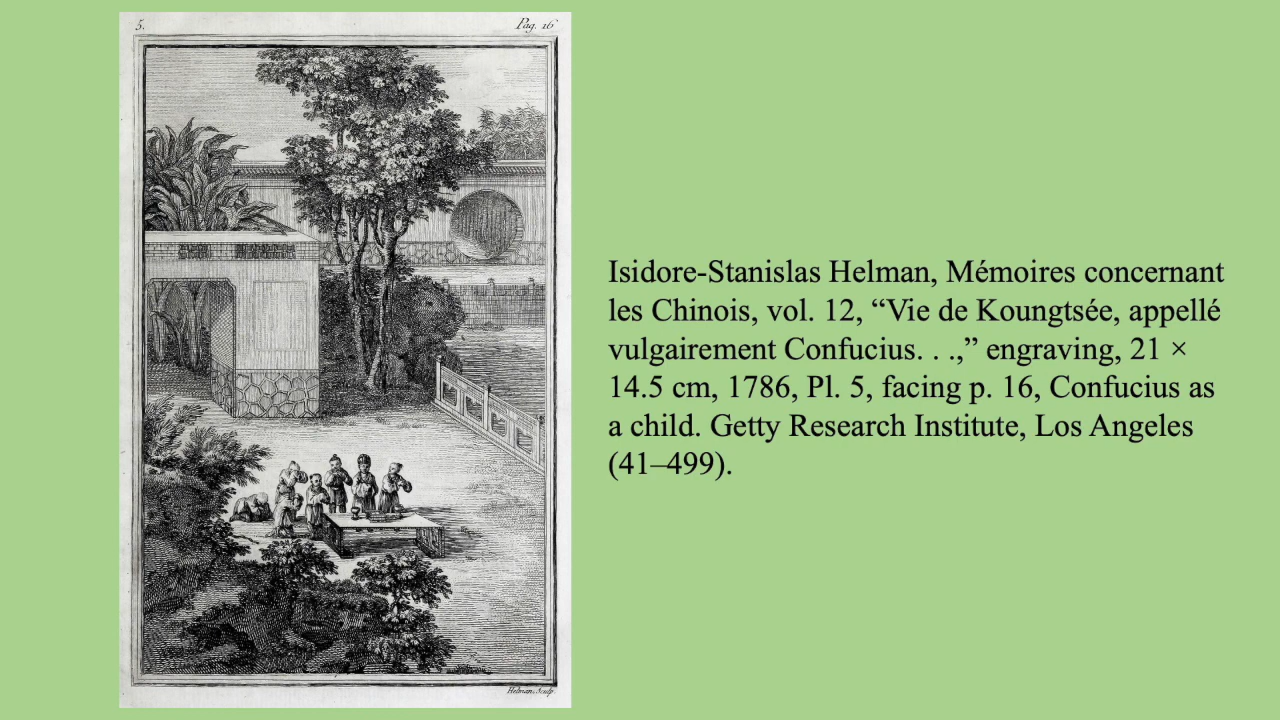 5.
Pag. 16
Isidore-Stanislas Helman, Mémoires concernant
les Chinois, vol. 12, “Vie de Koungtsée, appellé
vulgairement Confucius. . .,” engraving, 21 ×
14.5 cm, 1786, Pl. 5, facing p. 16, Confucius as
a child. Getty Research Institute, Los Angeles
(41–499).
Helman. Sculp.